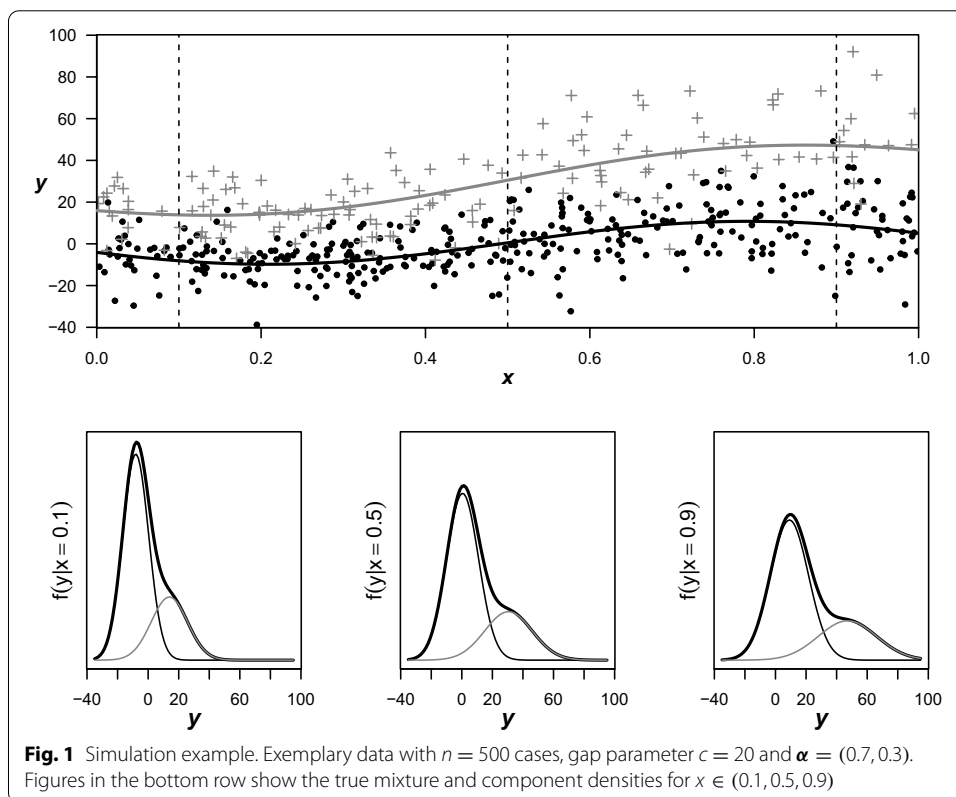 100
80
60
40
20
0
−20
−40
y
0.0 0.2 0.4 0.6 0.8 1.0
x
f(y|x = 0.1)
−40 0 20 60 100
y
f(y|x = 0.5)
−40 0 20 60 100
y
f(y|x = 0.9)
−40 0 20 60 100
y
Fig. 1 Simulation example. Exemplary data with n = 500 cases, gap parameter c = 20 and α = (0.7, 0.3).
Figures in the bottom row show the true mixture and component densities for x ∈ (0.1, 0.5, 0.9)